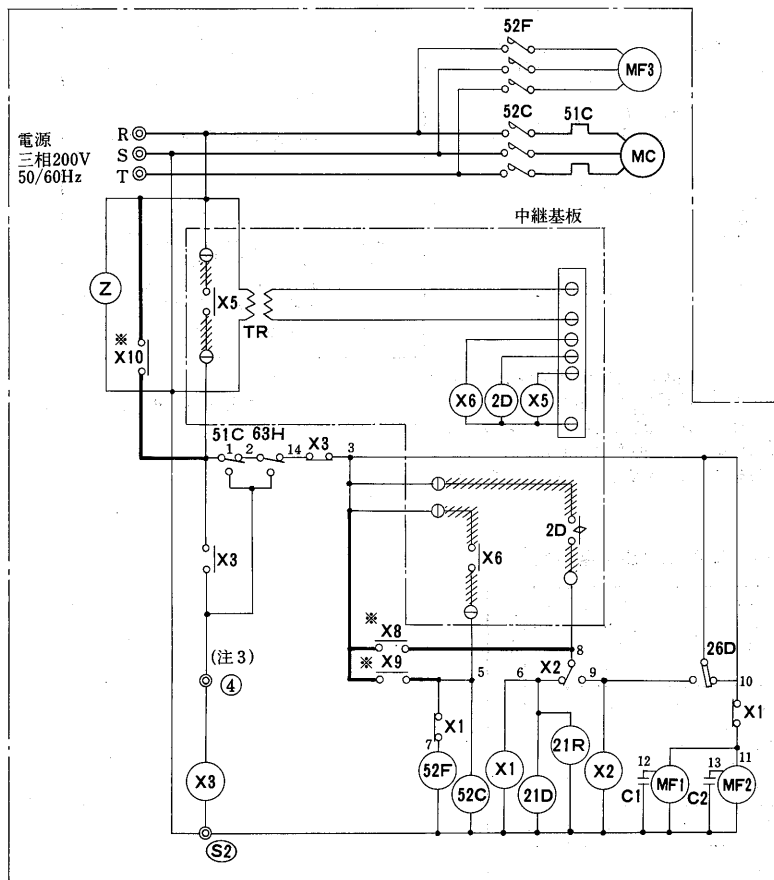 52F
MF3
52C
51C
MC
電源
三相200V
50/60Hz
R
S
T
中継基板
Z
X5
TR
※
X10
X6
2D
X5
51C
63H
1
2
14
X3
3
2D
X6
X3
※
X8
※
X9
8
26D
(注3)
④
5
6
X2
9
10
X1
7
X1
X3
52F
52C
X1
21D
21R
X2
12
C1
MF1
13
C2
11
MF2
S2